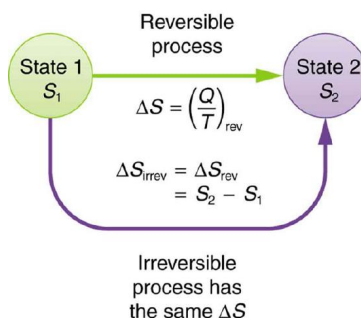 Reversible
process
State 1
S₁
State 2
S₂
ΔS = (Q/T)rev
ΔSirrev = ΔSrev
= S₂ − S₁
Irreversible
process has
the same ΔS